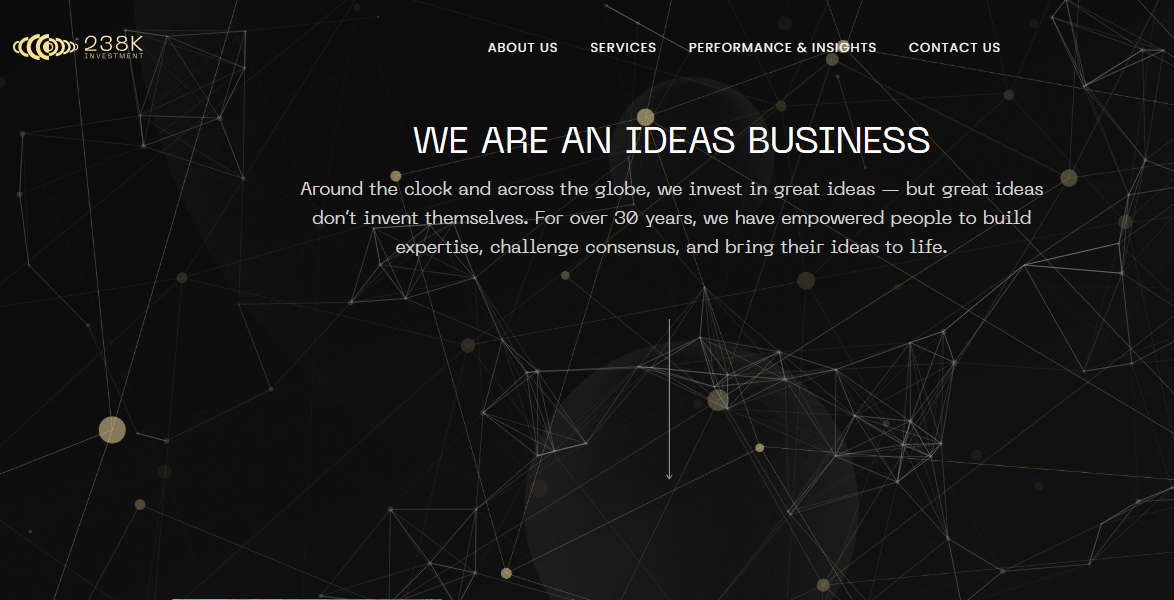 238K
INVESTMENT
ABOUT US SERVICES PERFORMANCE & INSIGHTS CONTACT US
WE ARE AN IDEAS BUSINESS
Around the clock and across the globe, we invest in great ideas — but great ideas
don’t invent themselves. For over 30 years, we have empowered people to build
expertise, challenge consensus, and bring their ideas to life.